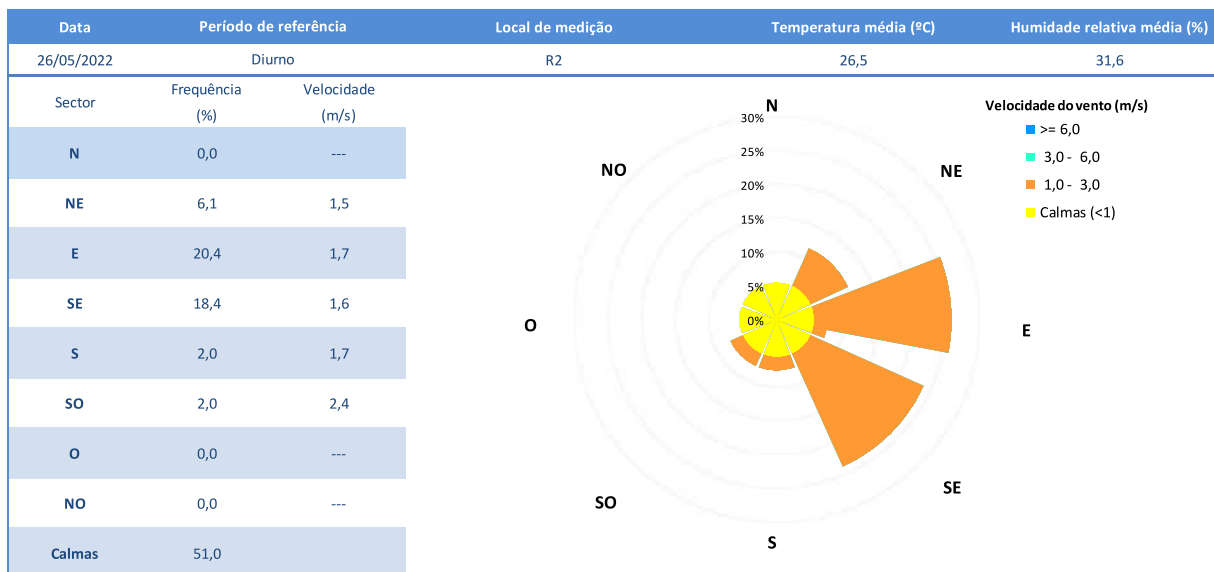 Data Período de referência Local de medição Temperatura média (ºC) Humidade relativa média (%)
26/05/2022 Diurno R2 26,5 31,6
Sector Frequência (%) Velocidade (m/s)
N 0,0 ---
NE 6,1 1,5
E 20,4 1,7
SE 18,4 1,6
S 2,0 1,7
SO 2,0 2,4
O 0,0 ---
NO 0,0 ---
Calmas 51,0
N
NE
E
SE
S
SO
O
NO
30%
25%
20%
15%
10%
5%
0%
Velocidade do vento (m/s)
>= 6,0
3,0 - 6,0
1,0 - 3,0
Calmas (<1)